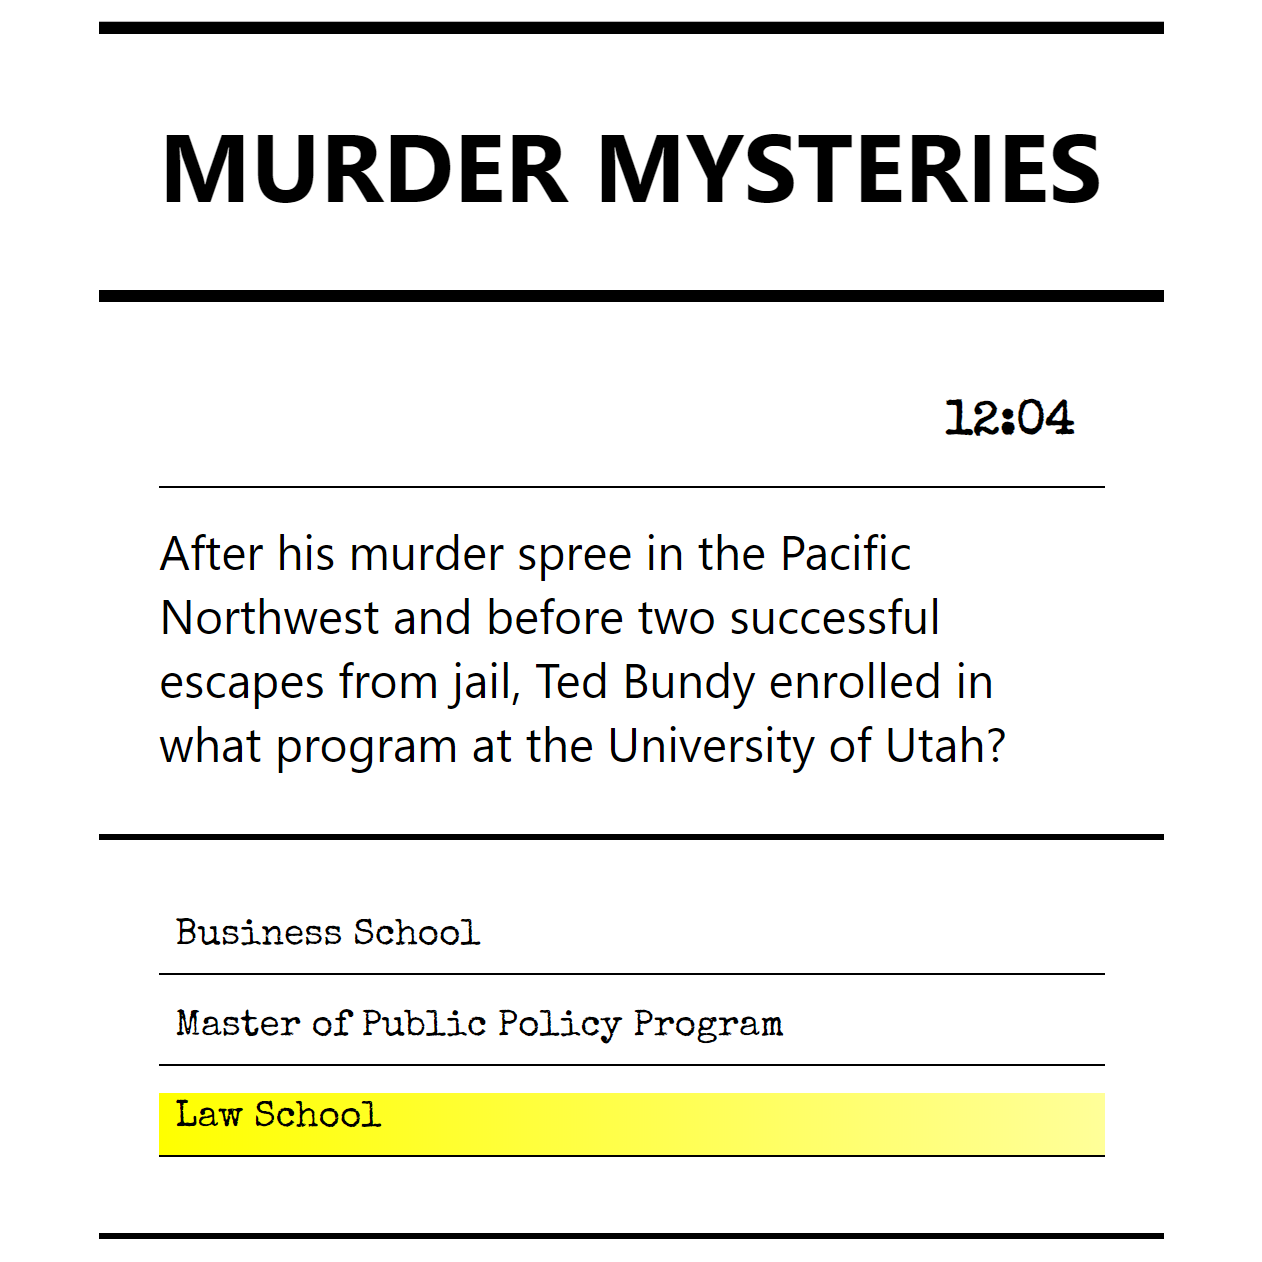 MURDER MYSTERIES
12:04
After his murder spree in the Pacific
Northwest and before two successful
escapes from jail, Ted Bundy enrolled in
what program at the University of Utah?
Business School
Master of Public Policy Program
Law School